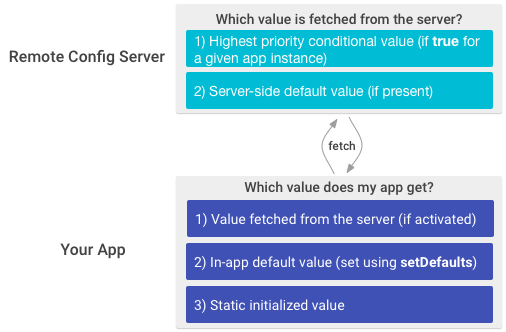 Which value is fetched from the server?
Remote Config Server
1) Highest priority conditional value (if true for
a given app instance)
2) Server-side default value (if present)
fetch
Which value does my app get?
Your App
1) Value fetched from the server (if activated)
2) In-app default value (set using setDefaults)
3) Static initialized value